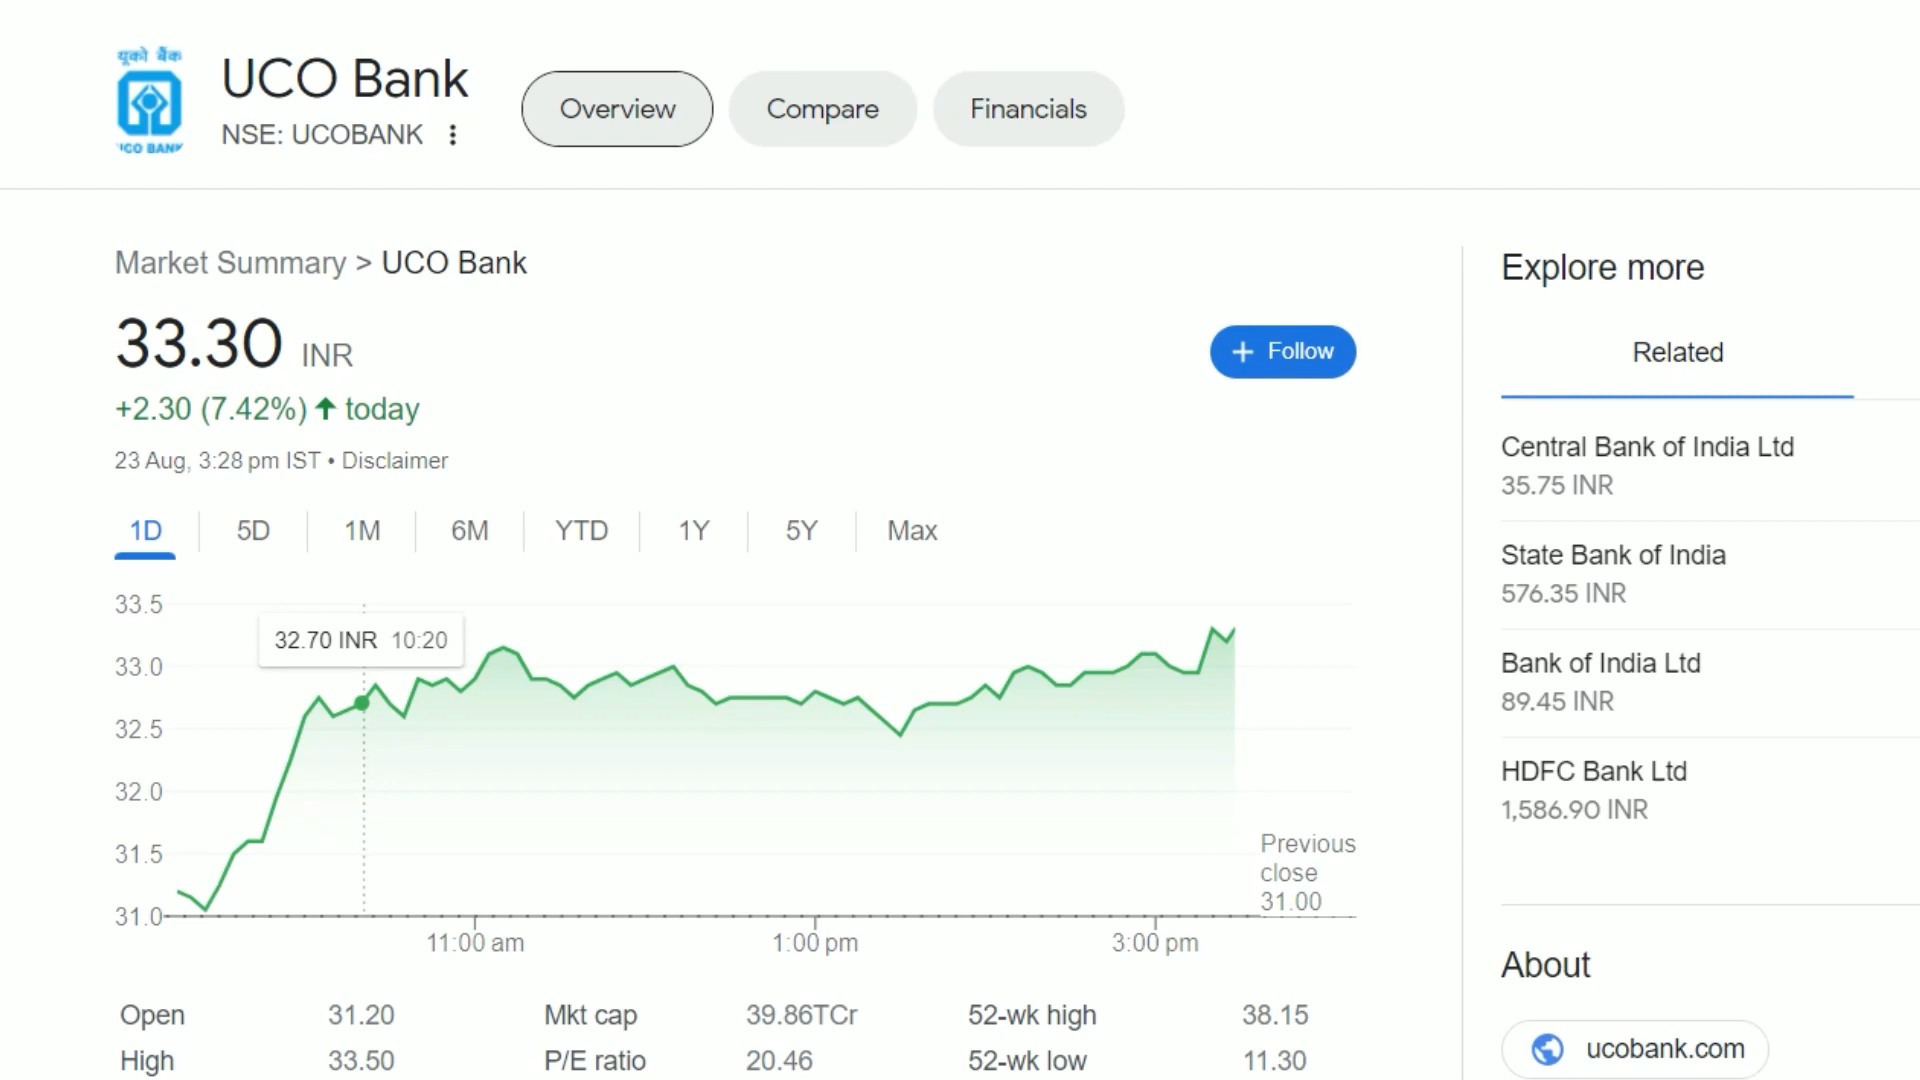 यूको बैंक
UCO BANK
UCO Bank
NSE: UCOBANK
Overview
Compare
Financials
Market Summary > UCO Bank
33.30 INR
+2.30 (7.42%) ↑ today
23 Aug, 3:28 pm IST • Disclaimer
+ Follow
1D 5D 1M 6M YTD 1Y 5Y Max
33.5
33.0
32.5
32.0
31.5
31.0
32.70 INR 10:20
Previous
close
31.00
11:00 am 1:00 pm 3:00 pm
Open 31.20 Mkt cap 39.86TCr 52-wk high 38.15
High 33.50 P/E ratio 20.46 52-wk low 11.30
Explore more
Related
Central Bank of India Ltd
35.75 INR
State Bank of India
576.35 INR
Bank of India Ltd
89.45 INR
HDFC Bank Ltd
1,586.90 INR
About
ucobank.com